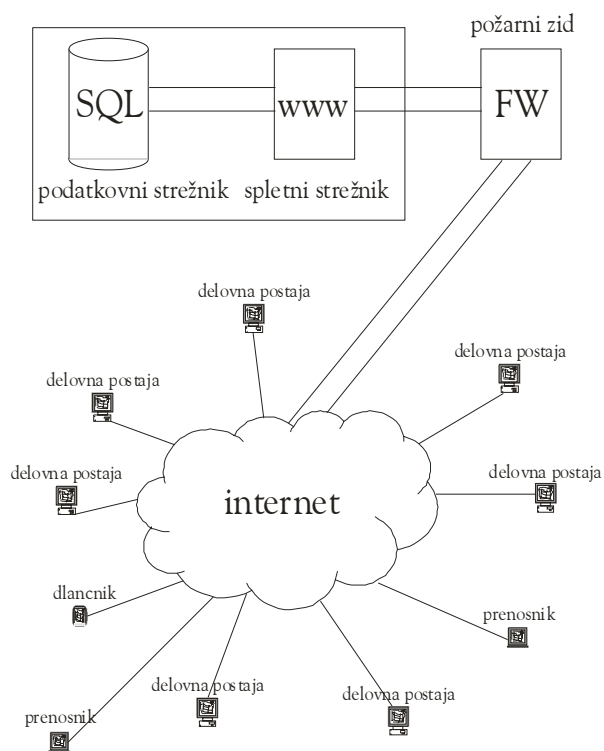 požarni zid
SQL
www
FW
podatkovni strežnik
spletni strežnik
delovna postaja
delovna postaja
delovna postaja
delovna postaja
delovna postaja
internet
dlancnik
prenosnik
delovna postaja
delovna postaja
prenosnik